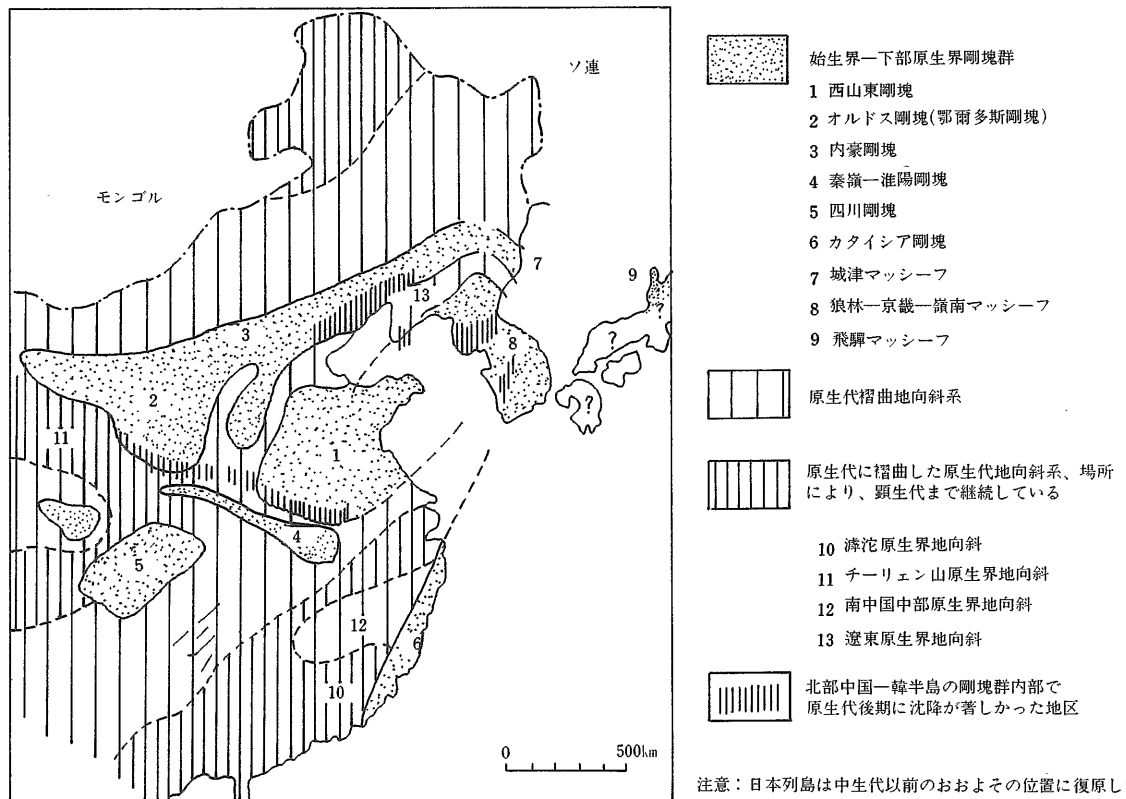 ソ連
モンゴル
7
9
13
3
8
?
?
2
?
11
1
4
5
12
6
10
0 500km
始生界―下部原生界剛塊群
1 西山東剛塊
2 オルドス剛塊(鄂爾多斯剛塊)
3 内豪剛塊
4 秦嶺―淮陽剛塊
5 四川剛塊
6 カタイシア剛塊
7 城津マッシーフ
8 狼林―京畿―嶺南マッシーフ
9 飛驒マッシーフ
原生代褶曲地向斜系
原生代に褶曲した原生代地向斜系、場所
により、顕生代まで継続している
10 滹沱原生界地向斜
11 チーリェン山原生界地向斜
12 南中国中部原生界地向斜
13 遼東原生界地向斜
北部中国―韓半島の剛塊群内部で
原生代後期に沈降が著しかった地区
注意:日本列島は中生代以前のおおよその位置に復原し